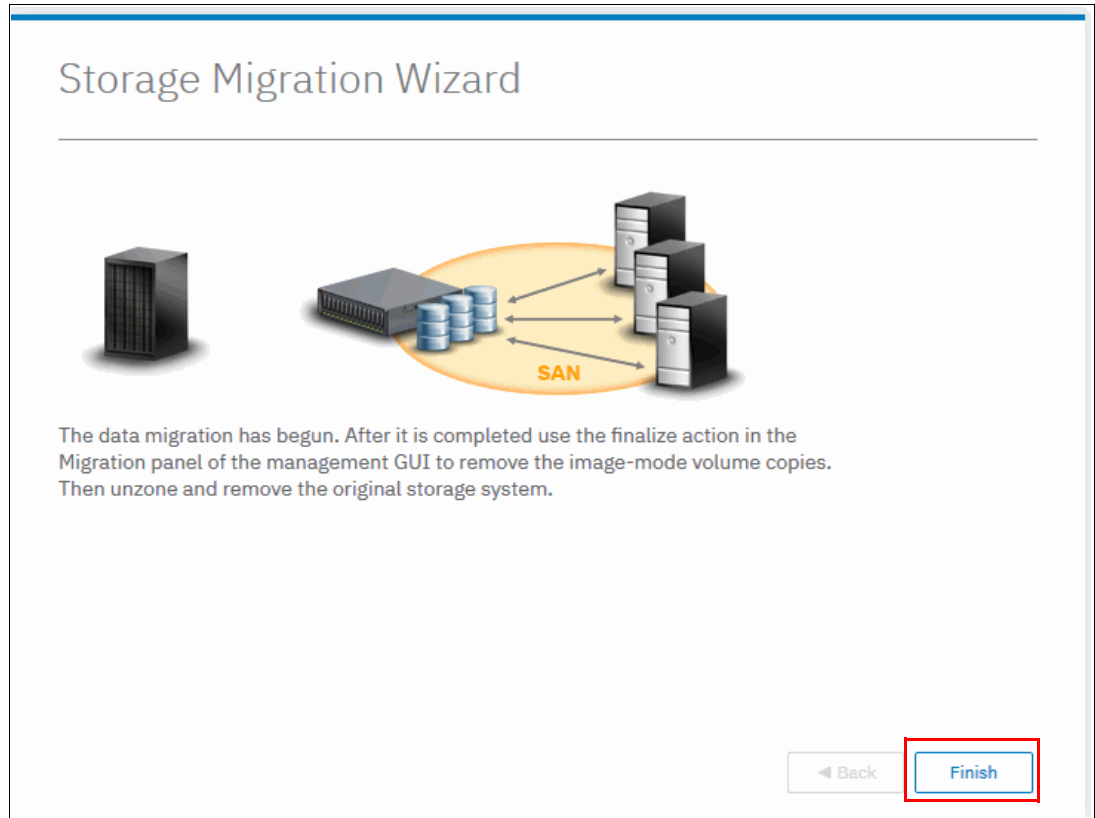 Storage Migration Wizard
SAN
The data migration has begun. After it is completed use the finalize action in the
Migration panel of the management GUI to remove the image-mode volume copies.
Then unzone and remove the original storage system.
◀ Back
Finish